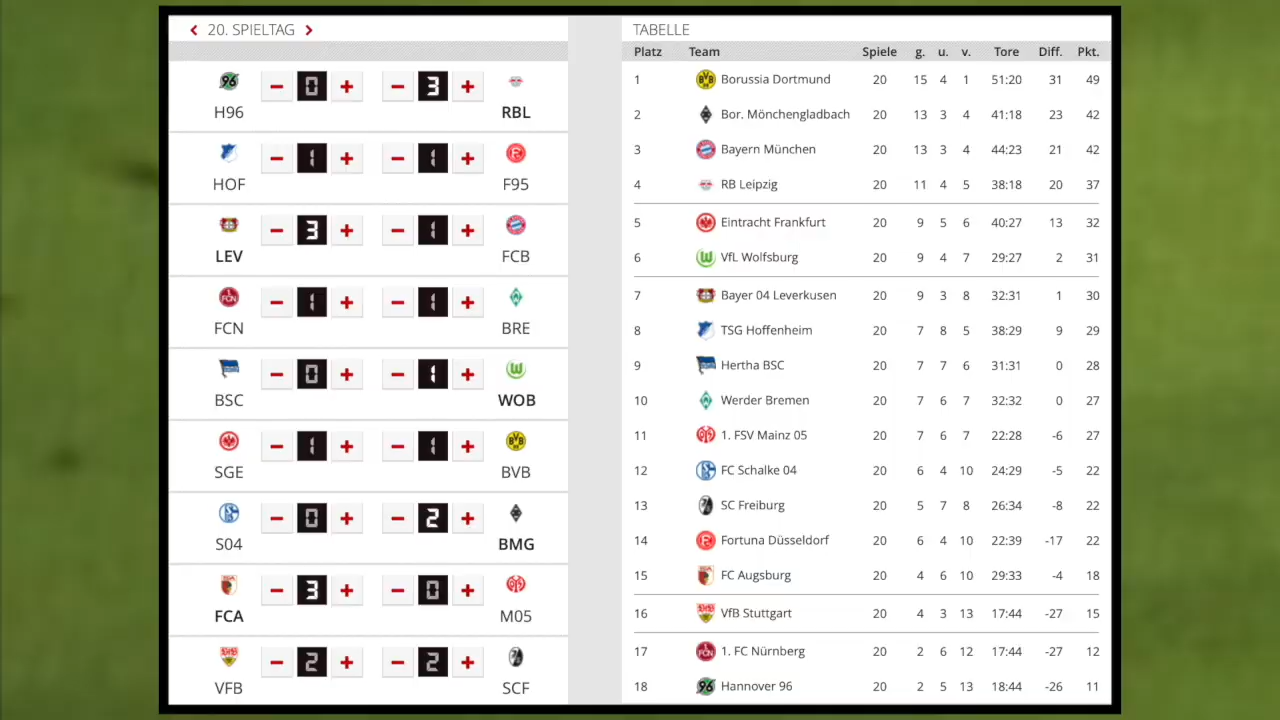 20. SPIELTAG
H96 − 0 + − 3 + RBL
HOF − 1 + − 1 + F95
LEV − 3 + − 1 + FCB
FCN − 1 + − 1 + BRE
BSC − 0 + − 1 + WOB
SGE − 1 + − 1 + BVB
S04 − 0 + − 2 + BMG
FCA − 3 + − 0 + M05
VFB − 2 + − 2 + SCF
TABELLE
Platz Team Spiele g. u. v. Tore Diff. Pkt.
1 Borussia Dortmund 20 15 4 1 51:20 31 49
2 Bor. Mönchengladbach 20 13 3 4 41:18 23 42
3 Bayern München 20 13 3 4 44:23 21 42
4 RB Leipzig 20 11 4 5 38:18 20 37
5 Eintracht Frankfurt 20 9 5 6 40:27 13 32
6 VfL Wolfsburg 20 9 4 7 29:27 2 31
7 Bayer 04 Leverkusen 20 9 3 8 32:31 1 30
8 TSG Hoffenheim 20 7 8 5 38:29 9 29
9 Hertha BSC 20 7 7 6 31:31 0 28
10 Werder Bremen 20 7 6 7 32:32 0 27
11 1. FSV Mainz 05 20 7 6 7 22:28 -6 27
12 FC Schalke 04 20 6 4 10 24:29 -5 22
13 SC Freiburg 20 5 7 8 26:34 -8 22
14 Fortuna Düsseldorf 20 6 4 10 22:39 -17 22
15 FC Augsburg 20 4 6 10 29:33 -4 18
16 VfB Stuttgart 20 4 3 13 17:44 -27 15
17 1. FC Nürnberg 20 2 6 12 17:44 -27 12
18 Hannover 96 20 2 5 13 18:44 -26 11